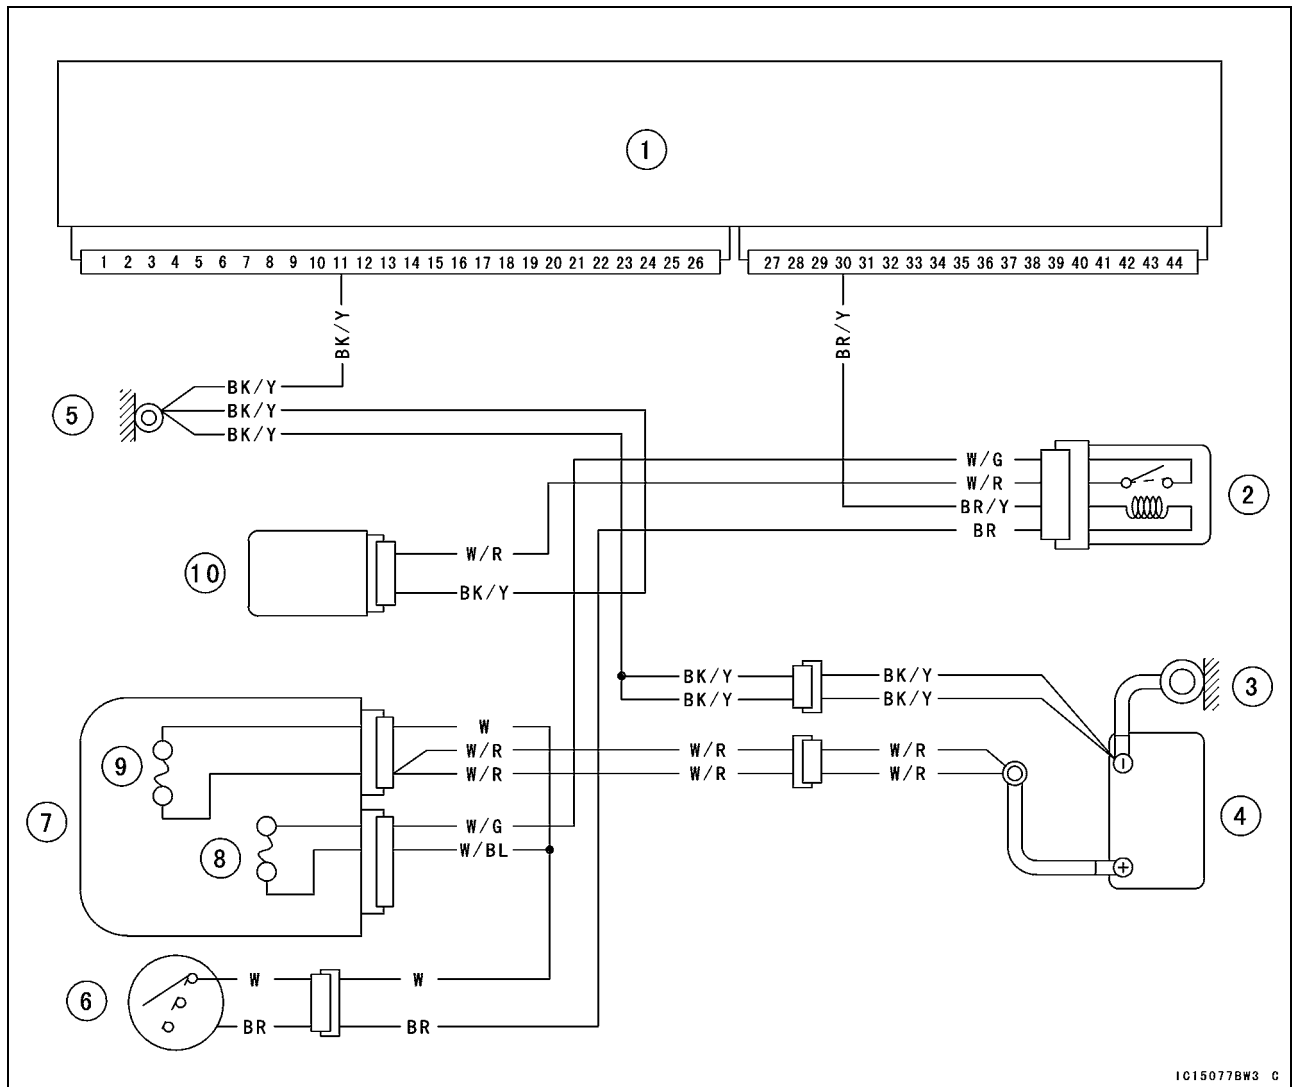 1
1 2 3 4 5 6 7 8 9 10 11 12 13 14 15 16 17 18 19 20 21 22 23 24 25 26
27 28 29 30 31 32 33 34 35 36 37 38 39 40 41 42 43 44
BK/Y
BR/Y
5
BK/Y
BK/Y
BK/Y
W/G
W/R
BR/Y
BR
2
10
W/R
BK/Y
BK/Y
BK/Y
BK/Y
BK/Y
3
W
W/R
W/R
W/R
W/R
W/R
W/R
−
9
7
8
W/G
W/BL
4
+
6
W
W
BR
BR
IC15077BW3 C